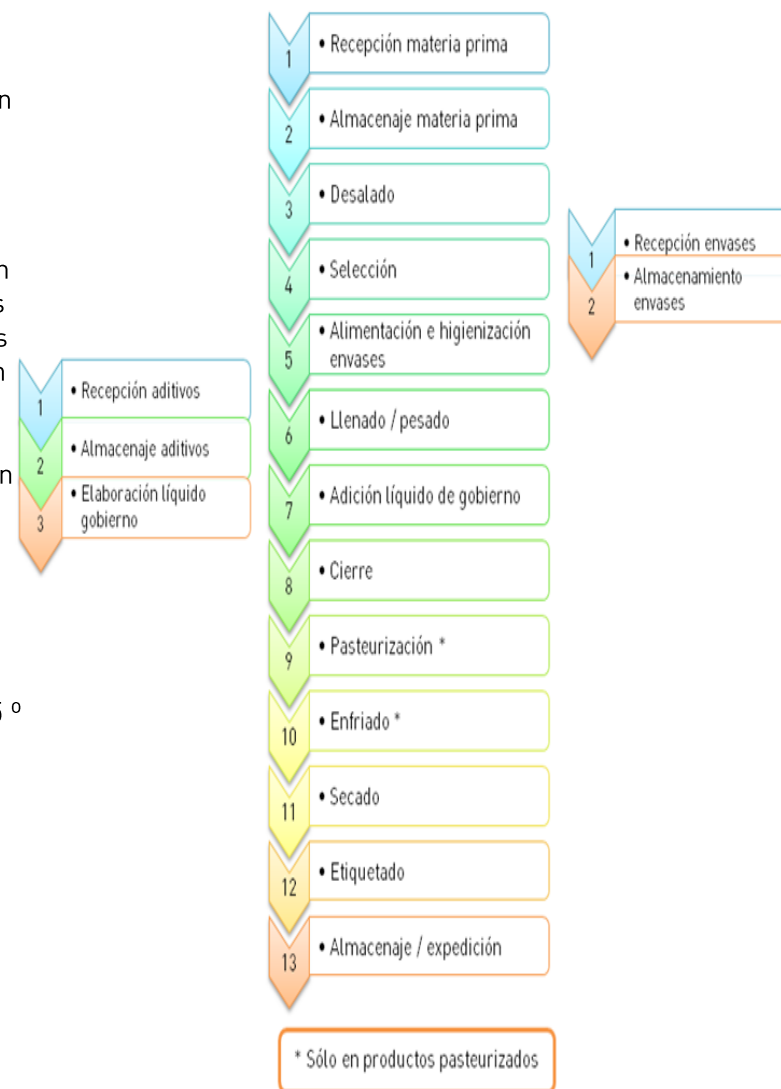 1
• Recepción materia prima
2
• Almacenaje materia prima
3
• Desalado
4
• Selección
5
• Alimentación e higienización
envases
6
• Llenado / pesado
7
• Adición líquido de gobierno
8
• Cierre
9
• Pasteurización *
10
• Enfriado *
11
• Secado
12
• Etiquetado
13
• Almacenaje / expedición
* Sólo en productos pasteurizados
1
• Recepción aditivos
2
• Almacenaje aditivos
3
• Elaboración líquido
gobierno
1
• Recepción envases
2
• Almacenamiento
envases